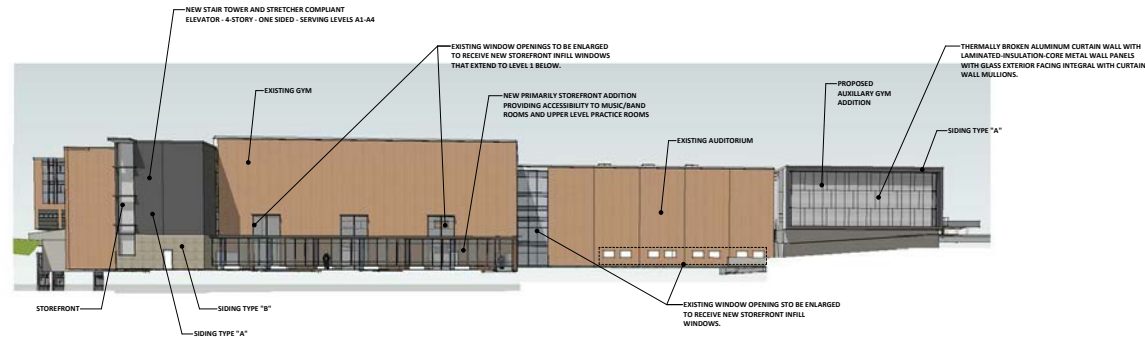 NEW STAIR TOWER AND STRETCHER COMPLIANT
ELEVATOR - 4-STORY - ONE SIDED - SERVING LEVELS A1-A4
EXISTING WINDOW OPENINGS TO BE ENLARGED
TO RECEIVE NEW STOREFRONT INFILL WINDOWS
THAT EXTEND TO LEVEL 1 BELOW.
THERMALLY BROKEN ALUMINUM CURTAIN WALL WITH
LAMINATED-INSULATION-CORE METAL WALL PANELS
WITH GLASS EXTERIOR FACING INTEGRAL WITH CURTAIN
WALL MULLIONS.
EXISTING GYM
NEW PRIMARILY STOREFRONT ADDITION
PROVIDING ACCESSIBILITY TO MUSIC/BAND
ROOMS AND UPPER LEVEL PRACTICE ROOMS
PROPOSED
AUXILLARY GYM
ADDITION
SIDING TYPE "A"
EXISTING AUDITORIUM
STOREFRONT
SIDING TYPE "B"
SIDING TYPE "A"
EXISTING WINDOW OPENING STO BE ENLARGED
TO RECEIVE NEW STOREFRONT INFILL
WINDOWS.